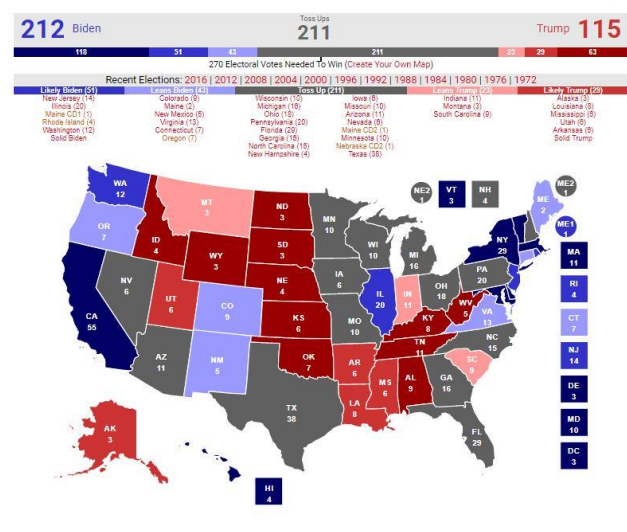 212 Biden
Toss Ups
211
Trump 115
118 51 43 211 23 29 63
270 Electoral Votes Needed To Win (Create Your Own Map)
Recent Elections: 2016 | 2012 | 2008 | 2004 | 2000 | 1996 | 1992 | 1988 | 1984 | 1980 | 1976 | 1972
Likely Biden (51) Leans Biden (43) Toss Up (211) Leans Trump (23) Likely Trump (29)
New Jersey (14) Colorado (9) Wisconsin (10) Iowa (6) Indiana (11) Alaska (3)
Illinois (20) Maine (2) Michigan (16) Missouri (10) Montana (3) Louisiana (8)
Maine CD1 (1) New Mexico (5) Ohio (18) Arizona (11) South Carolina (9) Mississippi (6)
Rhode Island (4) Virginia (13) Pennsylvania (20) Nevada (6) Utah (6)
Washington (12) Connecticut (7) Florida (29) Maine CD2 (1) Arkansas (6)
Solid Biden Oregon (7) Georgia (16) Minnesota (10) Solid Trump
North Carolina (15) Nebraska CD2 (1)
New Hampshire (4) Texas (38)
WA
12
OR
7
CA
55
NV
6
ID
4
MT
3
WY
3
UT
6
AZ
11
CO
9
NM
5
ND
3
SD
3
NE
4
KS
6
OK
7
TX
38
MN
10
IA
6
MO
10
AR
6
LA
8
WI
10
IL
20
MS
6
MI
16
IN
11
KY
8
TN
11
AL
9
OH
18
WV
5
GA
16
FL
29
SC
9
NC
15
VA
13
PA
20
NY
29
ME
2
NE2
1
VT
3
NH
4
ME2
1
ME1
1
MA
11
RI
4
CT
7
NJ
14
DE
3
MD
10
DC
3
AK
3
HI
4